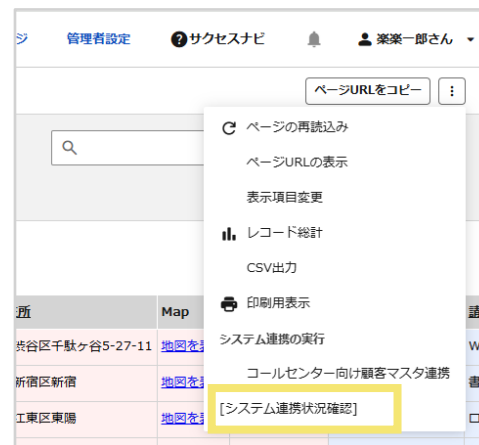 ジ 管理者設定 ?サクセスナビ 楽楽一郎さん
ページURLをコピー
ページの再読込み
ページURLの表示
表示項目変更
レコード総計
CSV出力
印刷用表示
システム連携の実行
コールセンター向け顧客マスタ連携
[システム連携状況確認]
所 Map
渋谷区千駄ヶ谷5-27-11 地図を
新宿区新宿 地図を
江東区東陽 地図を